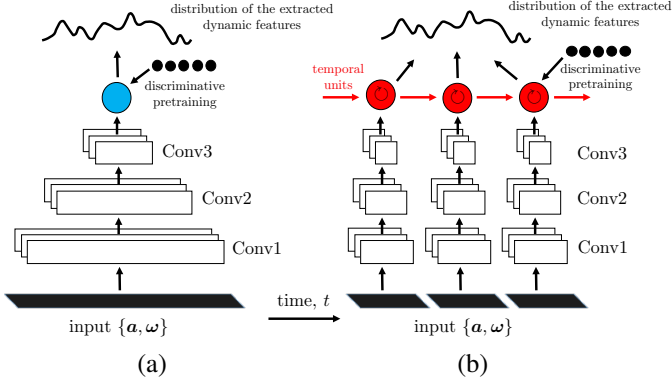 distribution of the extracted
dynamic features
discriminative
pretraining
Conv3
Conv2
Conv1
input {a, ω}
(a)
time, t
distribution of the extracted
dynamic features
temporal
units
discriminative
pretraining
Conv3
Conv2
Conv1
input {a, ω}
(b)